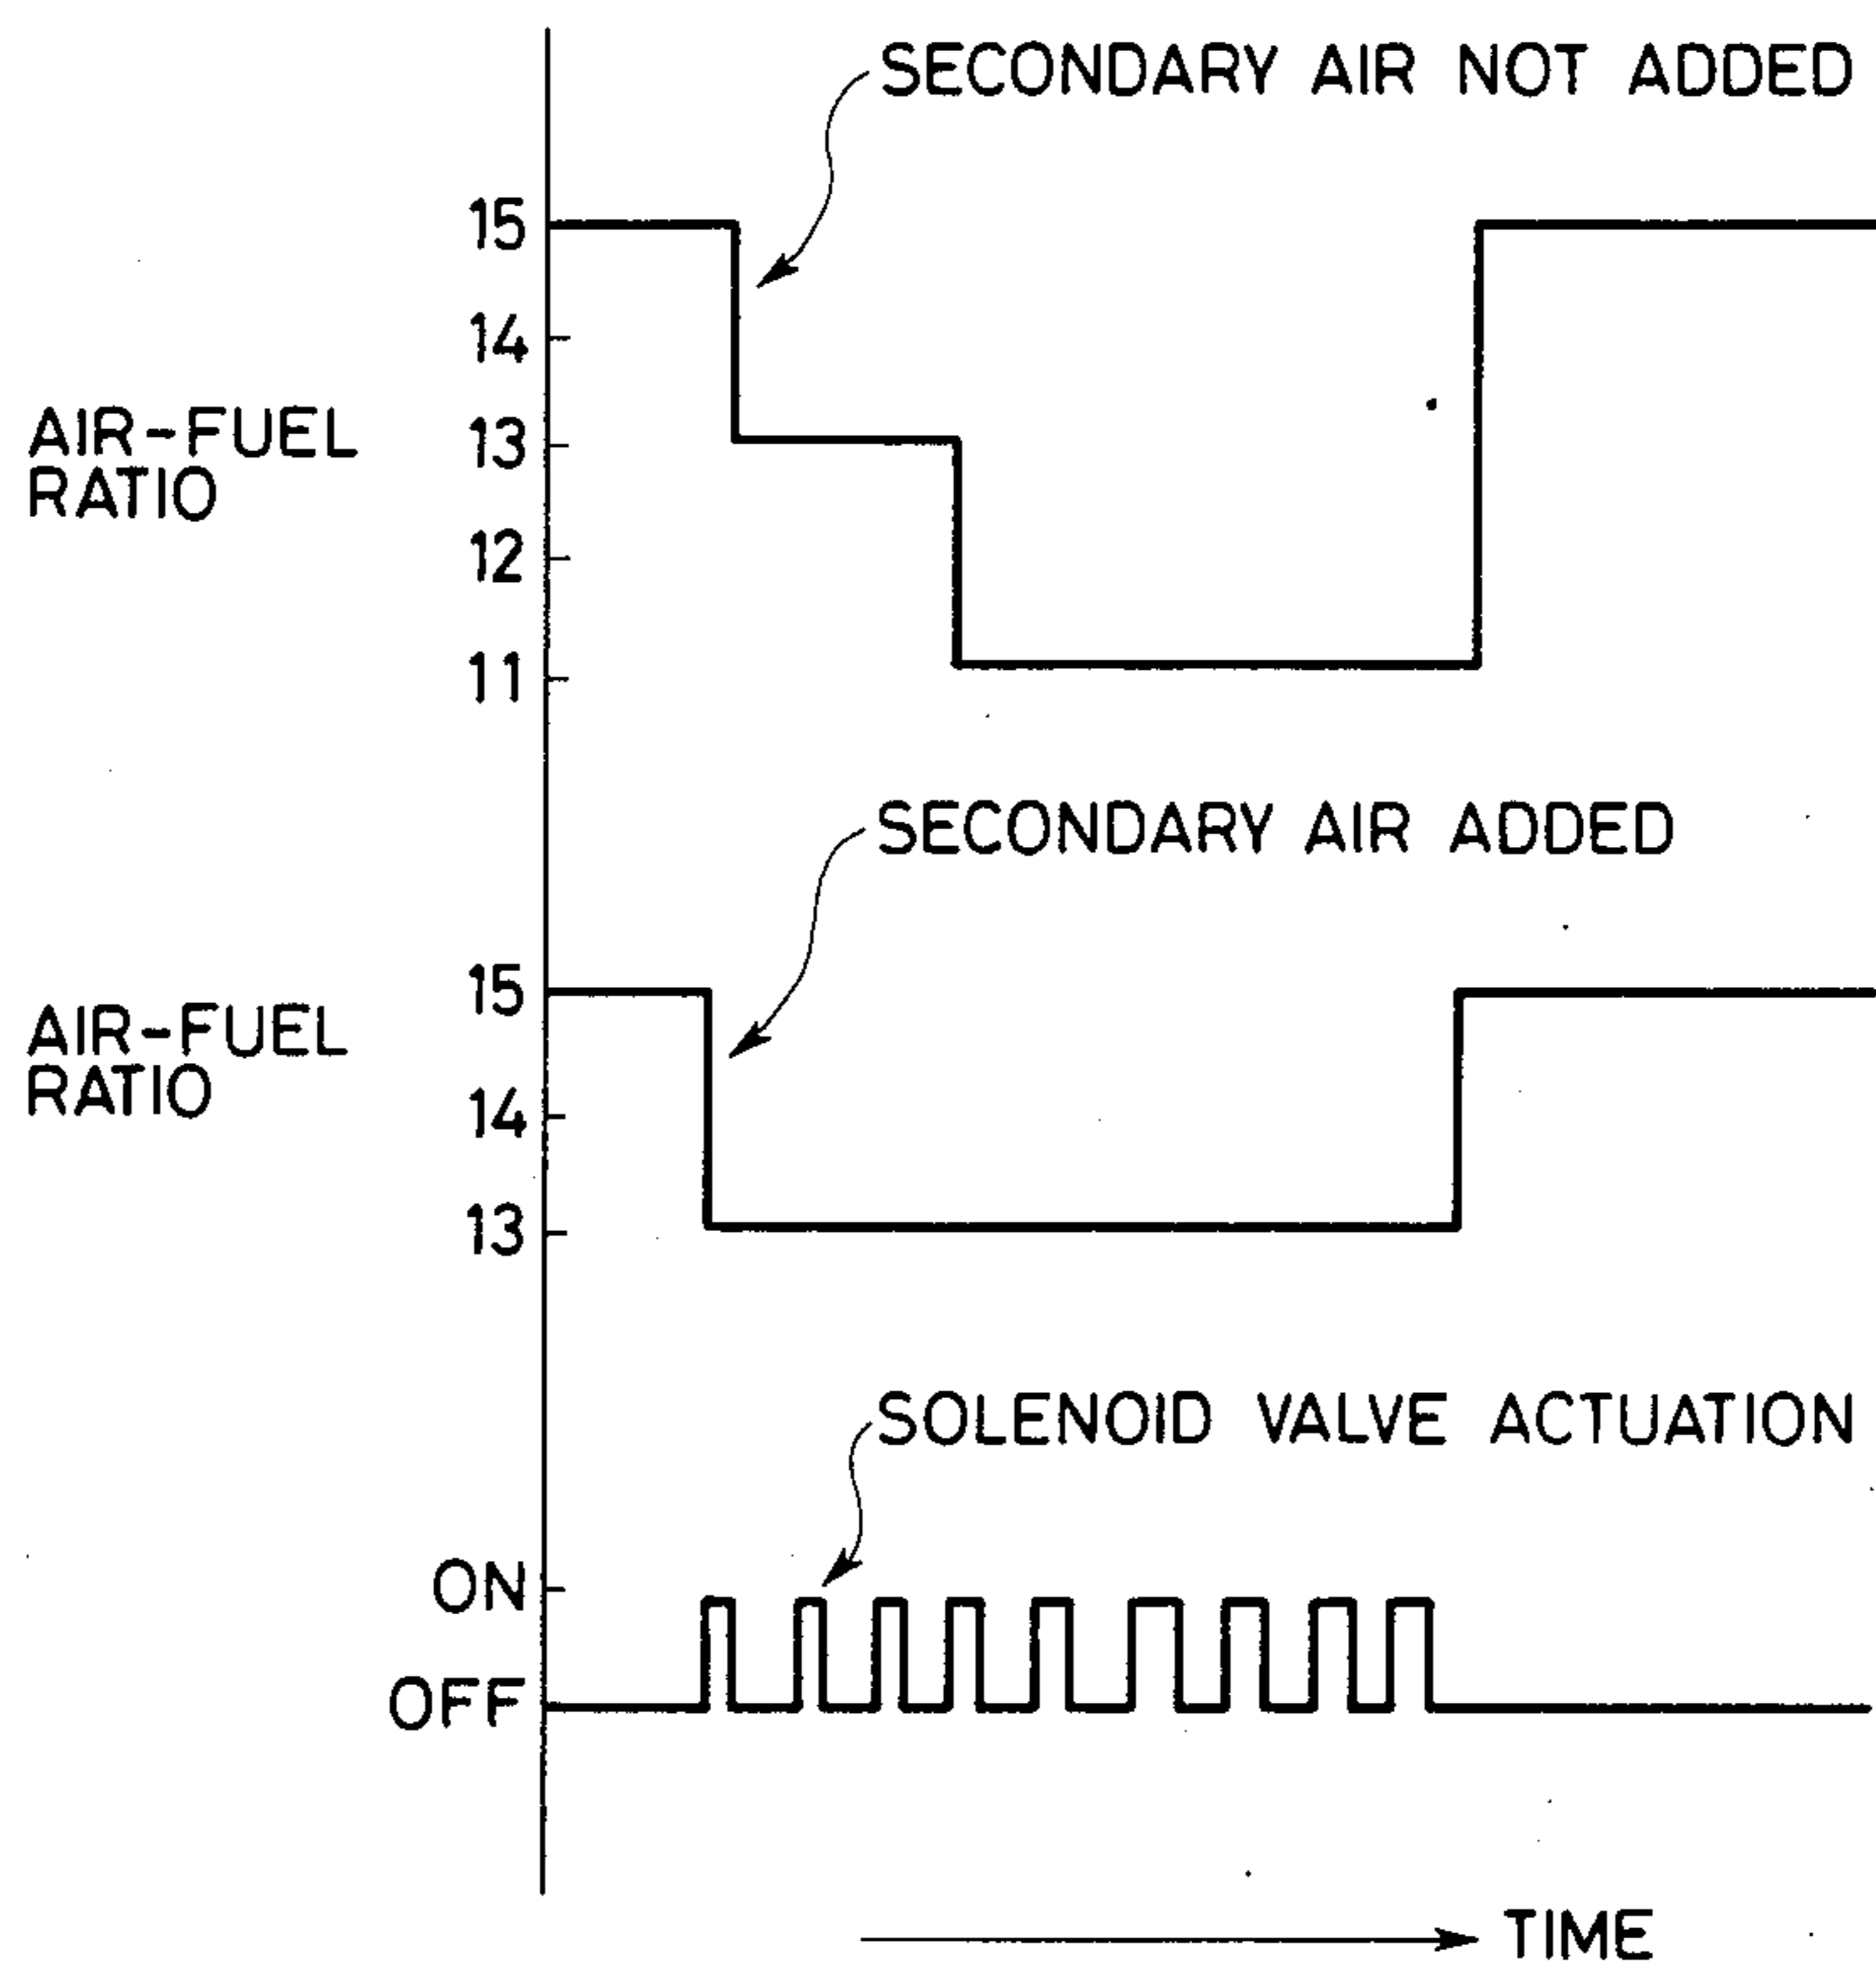 SECONDARY AIR NOT ADDED
15
14
13
12
11
AIR-FUEL
RATIO
SECONDARY AIR ADDED
15
14
13
AIR-FUEL
RATIO
SOLENOID VALVE ACTUATION
ON
OFF
TIME